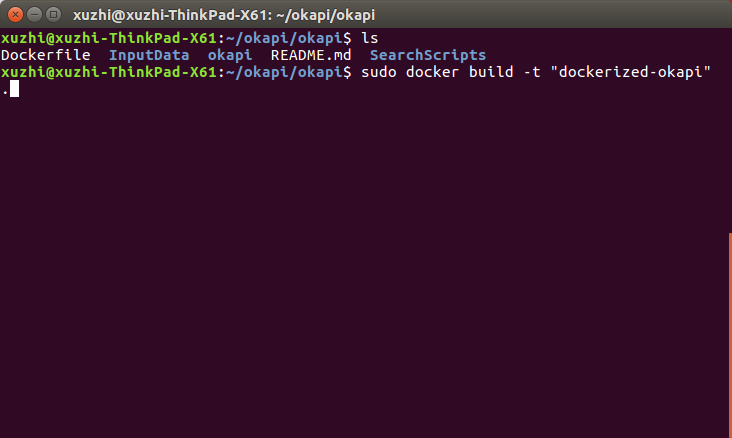 xuzhi@xuzhi-ThinkPad-X61: ~/okapi/okapi
xuzhi@xuzhi-ThinkPad-X61:~/okapi/okapi$ ls
Dockerfile  InputData  okapi  README.md  SearchScripts
xuzhi@xuzhi-ThinkPad-X61:~/okapi/okapi$ sudo docker build -t "dockerized-okapi"
.